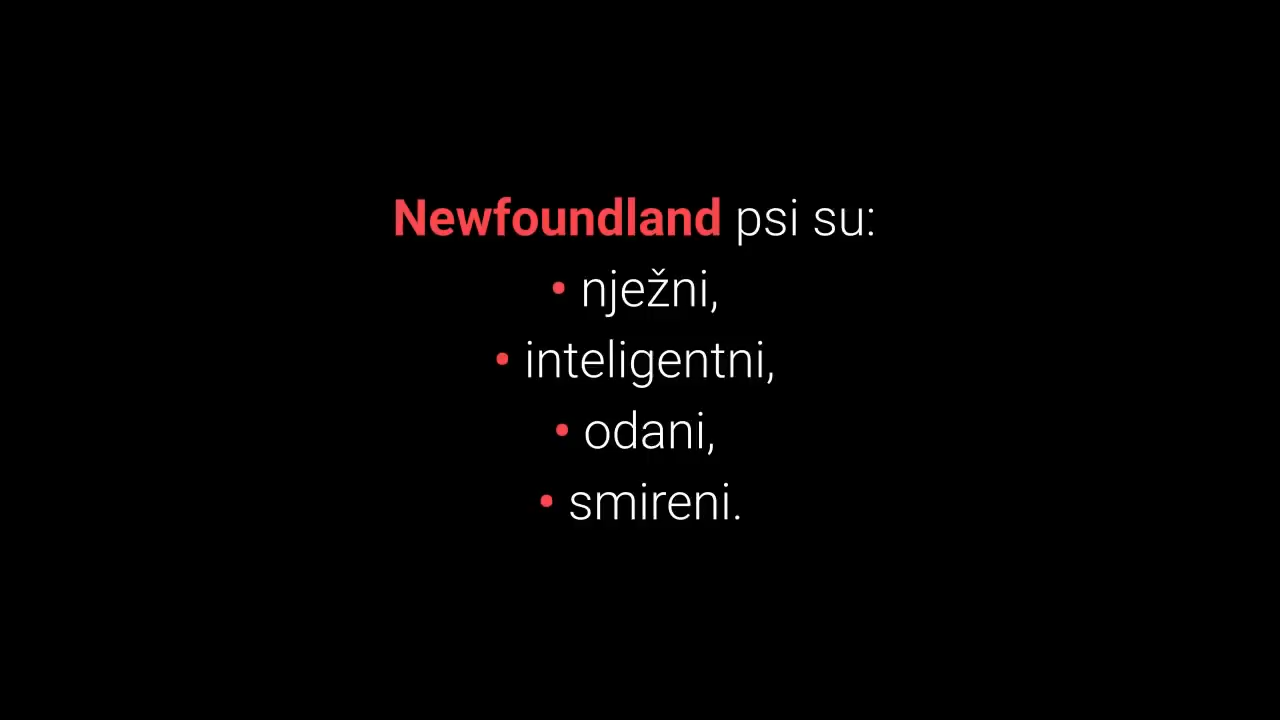 Newfoundland psi su:
• nježni,
• inteligentni,
• odani,
• smireni.